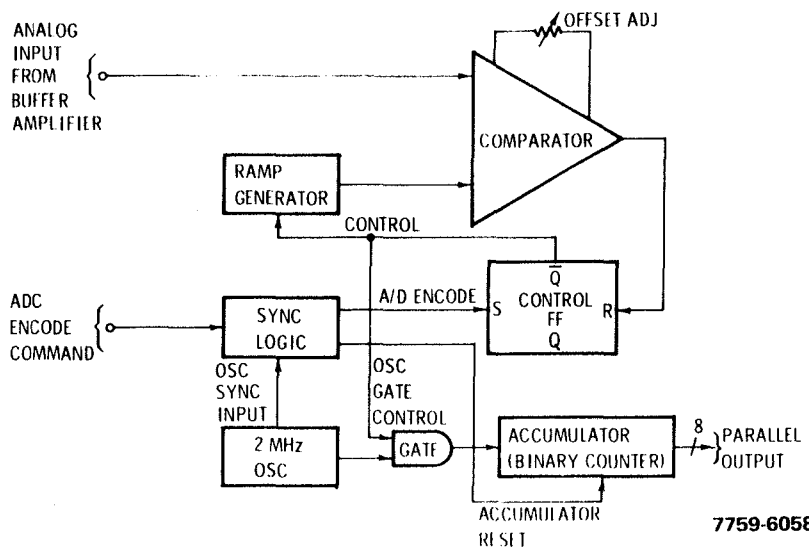 OFFSET ADJ
ANALOG
INPUT
FROM
BUFFER
AMPLIFIER
COMPARATOR
RAMP
GENERATOR
CONTROL
Q̅
A/D ENCODE
S
CONTROL
FF
R
Q
ADC
ENCODE
COMMAND
SYNC
LOGIC
OSC
SYNC
INPUT
OSC
GATE
CONTROL
2 MHz
OSC
GATE
ACCUMULATOR
(BINARY COUNTER)
8
PARALLEL
OUTPUT
ACCUMULATOR
RESET
7759-6058